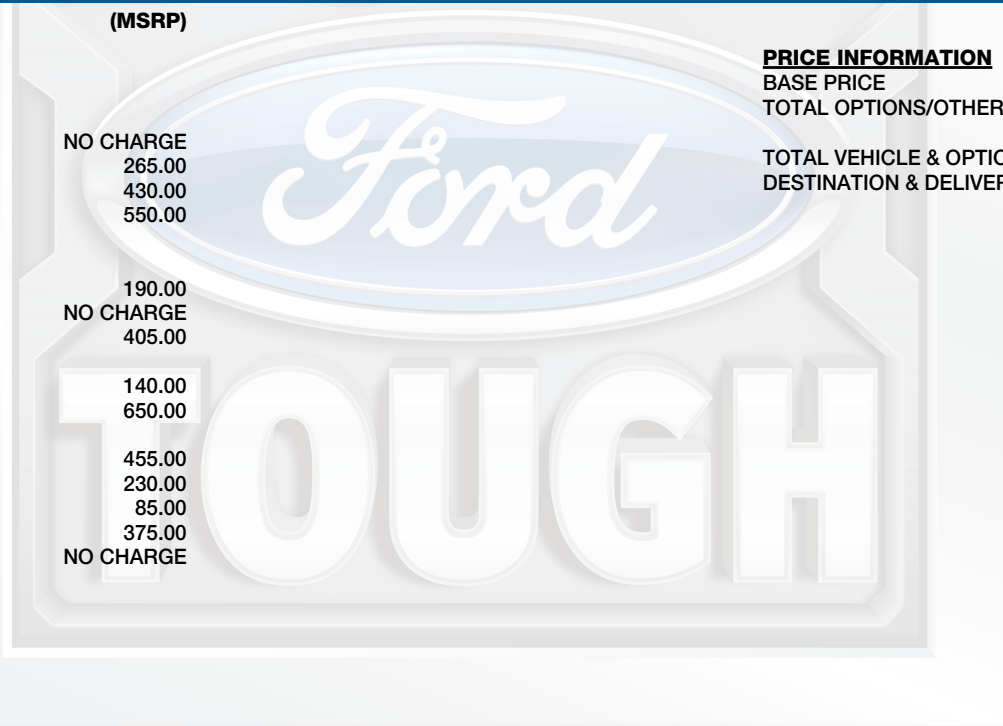 (MSRP)
NO CHARGE
265.00
430.00
550.00
190.00
NO CHARGE
405.00
140.00
650.00
455.00
230.00
85.00
375.00
NO CHARGE
PRICE INFORMATION
BASE PRICE
TOTAL OPTIONS/OTHER
TOTAL VEHICLE & OPTIO
DESTINATION & DELIVER
Ford
TOUGH